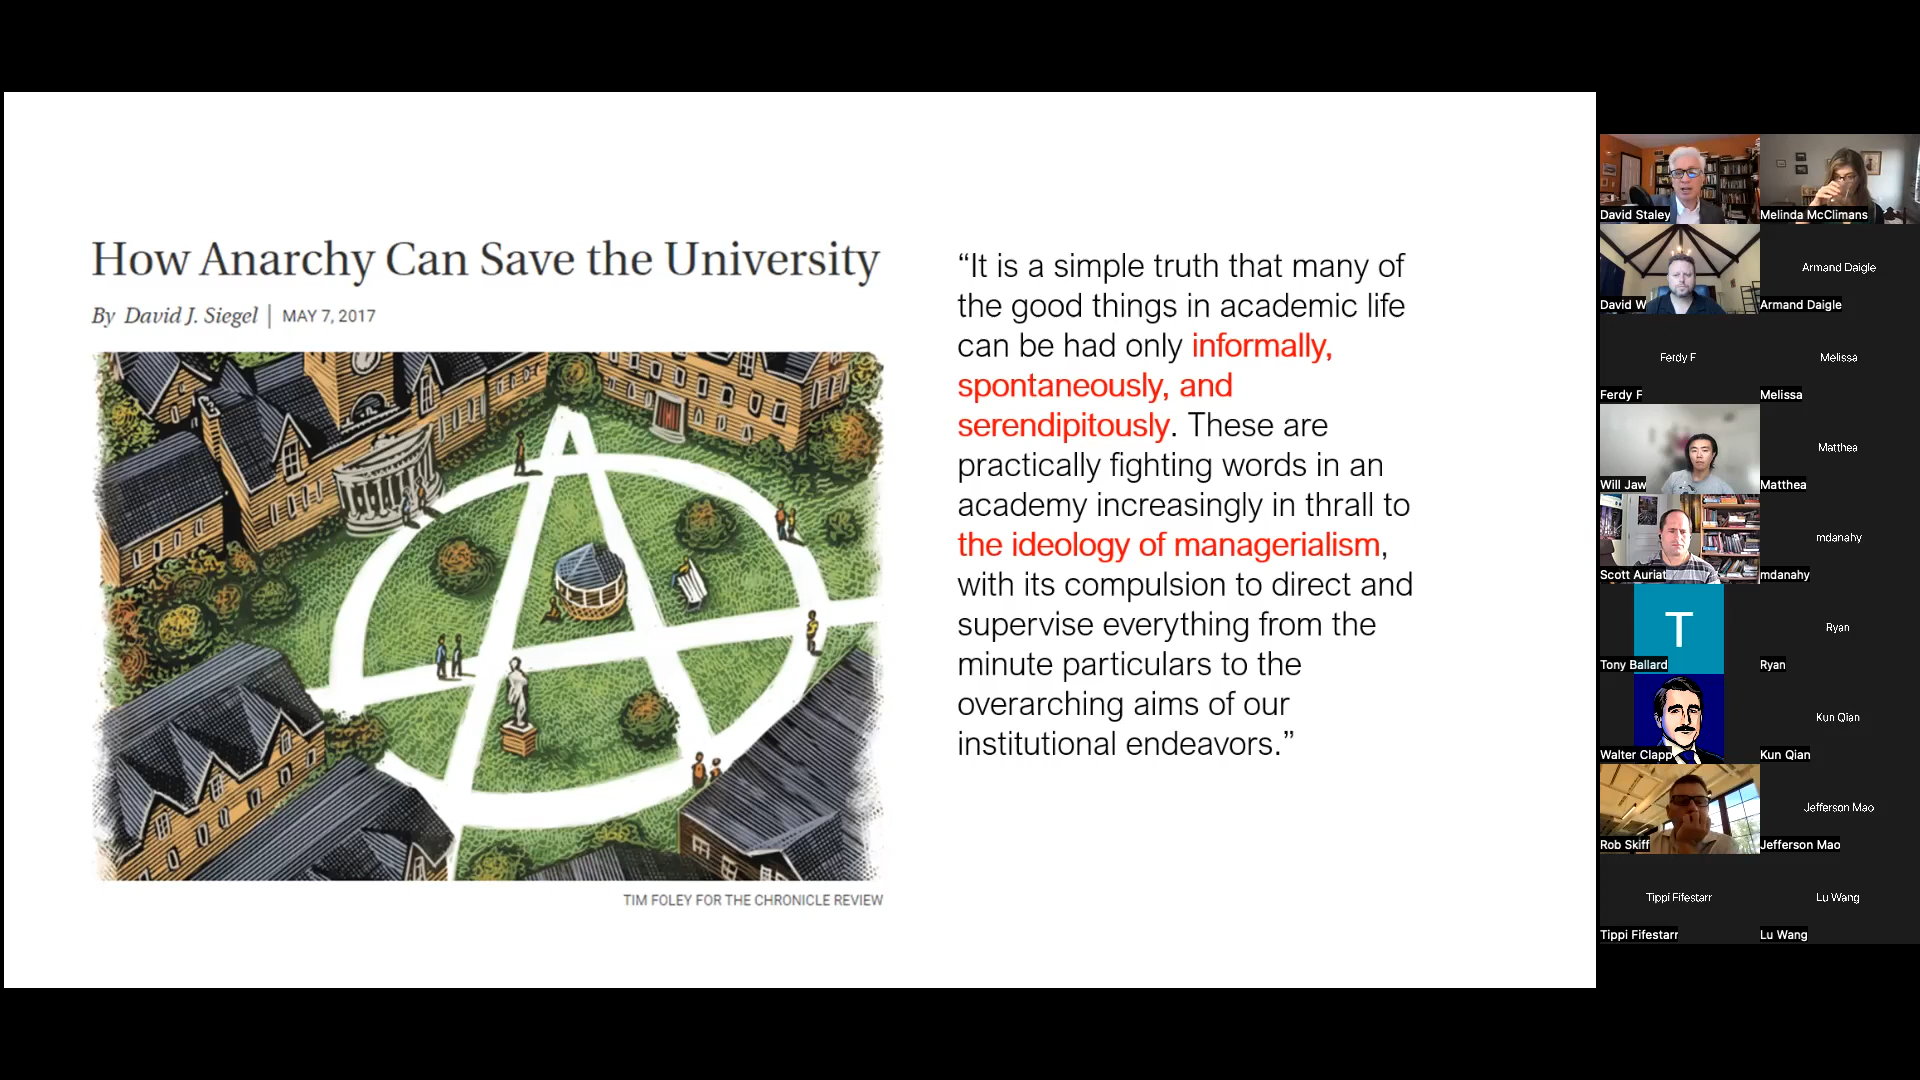 How Anarchy Can Save the University
By David J. Siegel | MAY 7, 2017
TIM FOLEY FOR THE CHRONICLE REVIEW
“It is a simple truth that many of
the good things in academic life
can be had only informally,
spontaneously, and
serendipitously. These are
practically fighting words in an
academy increasingly in thrall to
the ideology of managerialism,
with its compulsion to direct and
supervise everything from the
minute particulars to the
overarching aims of our
institutional endeavors.”
David Staley
Melinda McClimans
David W
Armand Daigle
Armand Daigle
Ferdy F
Ferdy F
Melissa
Melissa
Will Jaw
Matthea
Matthea
Scott Auriat
mdanahy
mdanahy
T
Tony Ballard
Ryan
Ryan
Walter Clapp
Kun Qian
Kun Qian
Rob Skiff
Jefferson Mao
Jefferson Mao
Tippi Fifestarr
Tippi Fifestarr
Lu Wang
Lu Wang